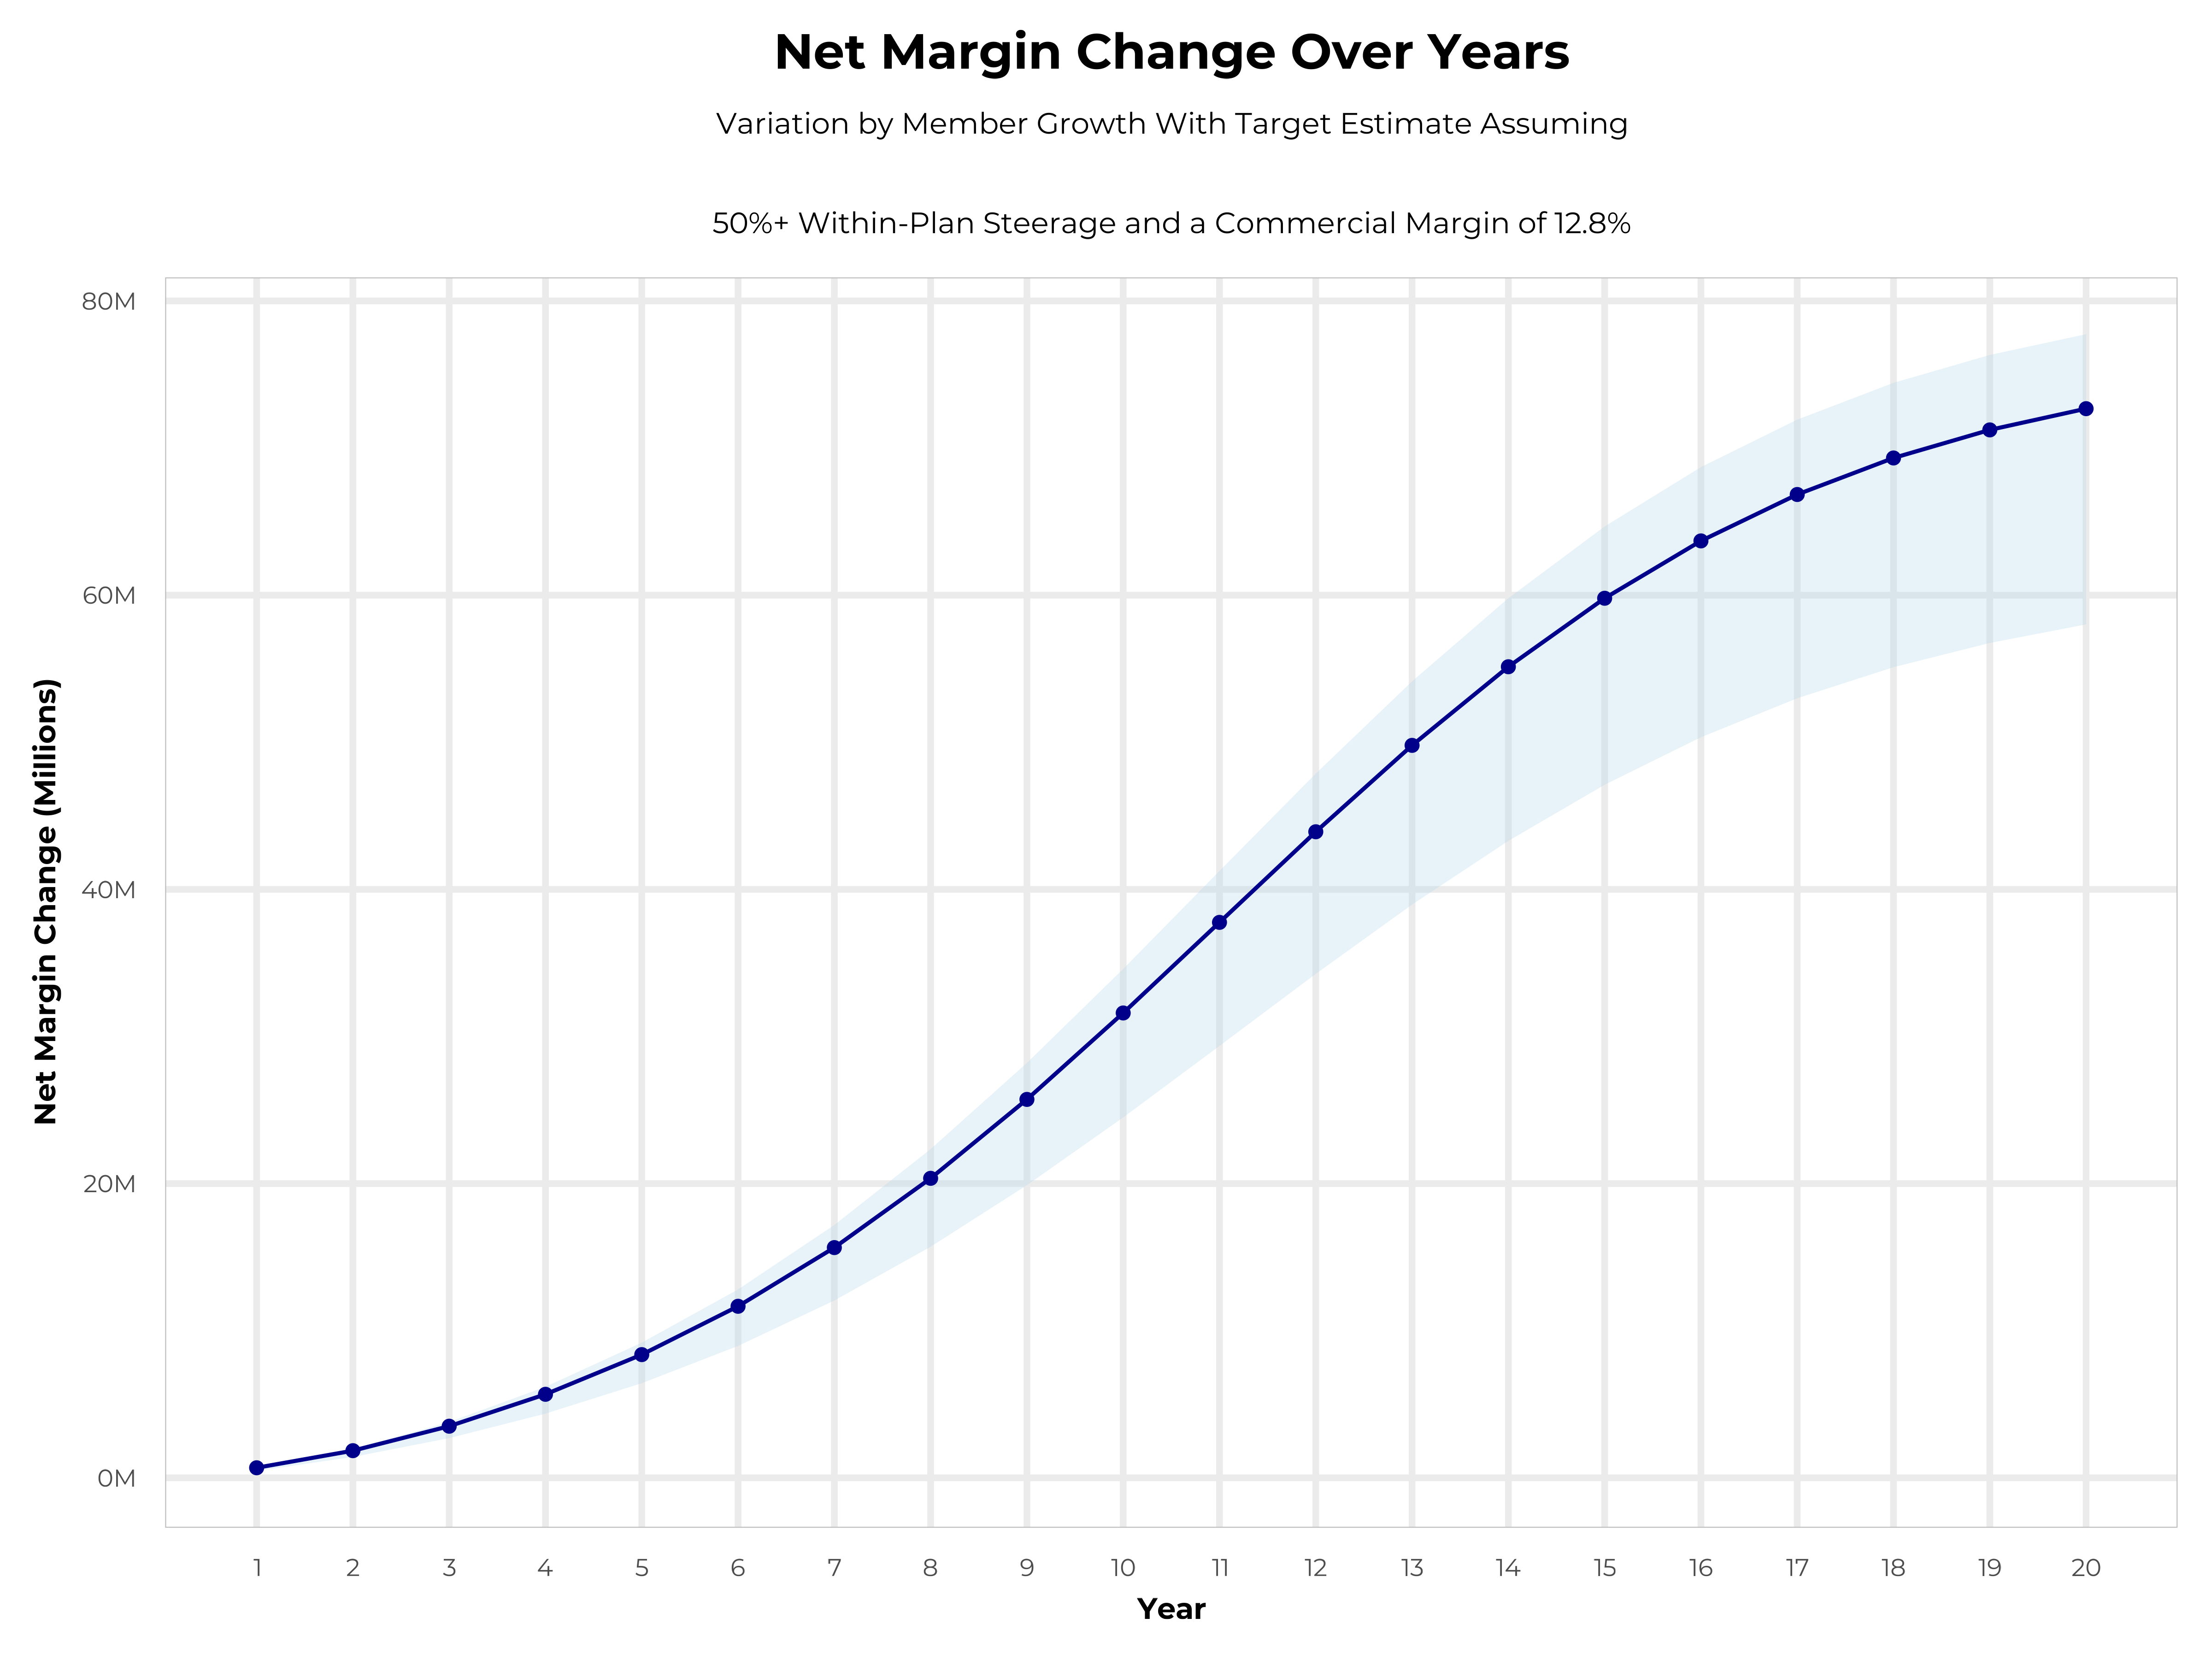 Net Margin Change Over Years
Variation by Member Growth With Target Estimate Assuming
50%+ Within-Plan Steerage and a Commercial Margin of 12.8%
Net Margin Change (Millions)
80M
60M
40M
20M
0M
1 2 3 4 5 6 7 8 9 10 11 12 13 14 15 16 17 18 19 20
Year